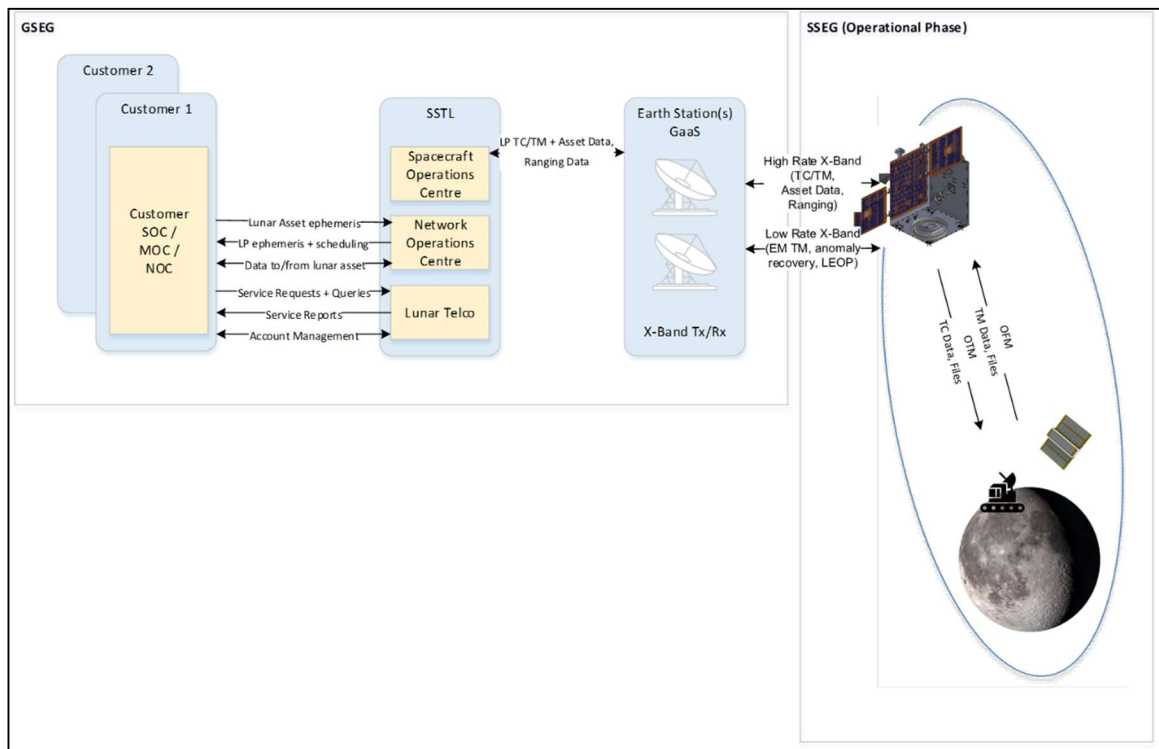 GSEG
Customer 2
Customer 1
Customer
SOC /
MOC /
NOC
Lunar Asset ephemeris
LP ephemeris + scheduling
Data to/from lunar asset
Service Requests + Queries
Service Reports
Account Management
SSTL
Spacecraft
Operations
Centre
Network
Operations
Centre
Lunar Telco
LP TC/TM + Asset Data,
Ranging Data
Earth Station(s)
GaaS
X-Band Tx/Rx
High Rate X-Band
(TC/TM,
Asset Data,
Ranging)
Low Rate X-Band
(EM TM, anomaly
recovery, LEOP)
SSEG (Operational Phase)
OFM
TM Data, Files
OTM
TC Data, Files